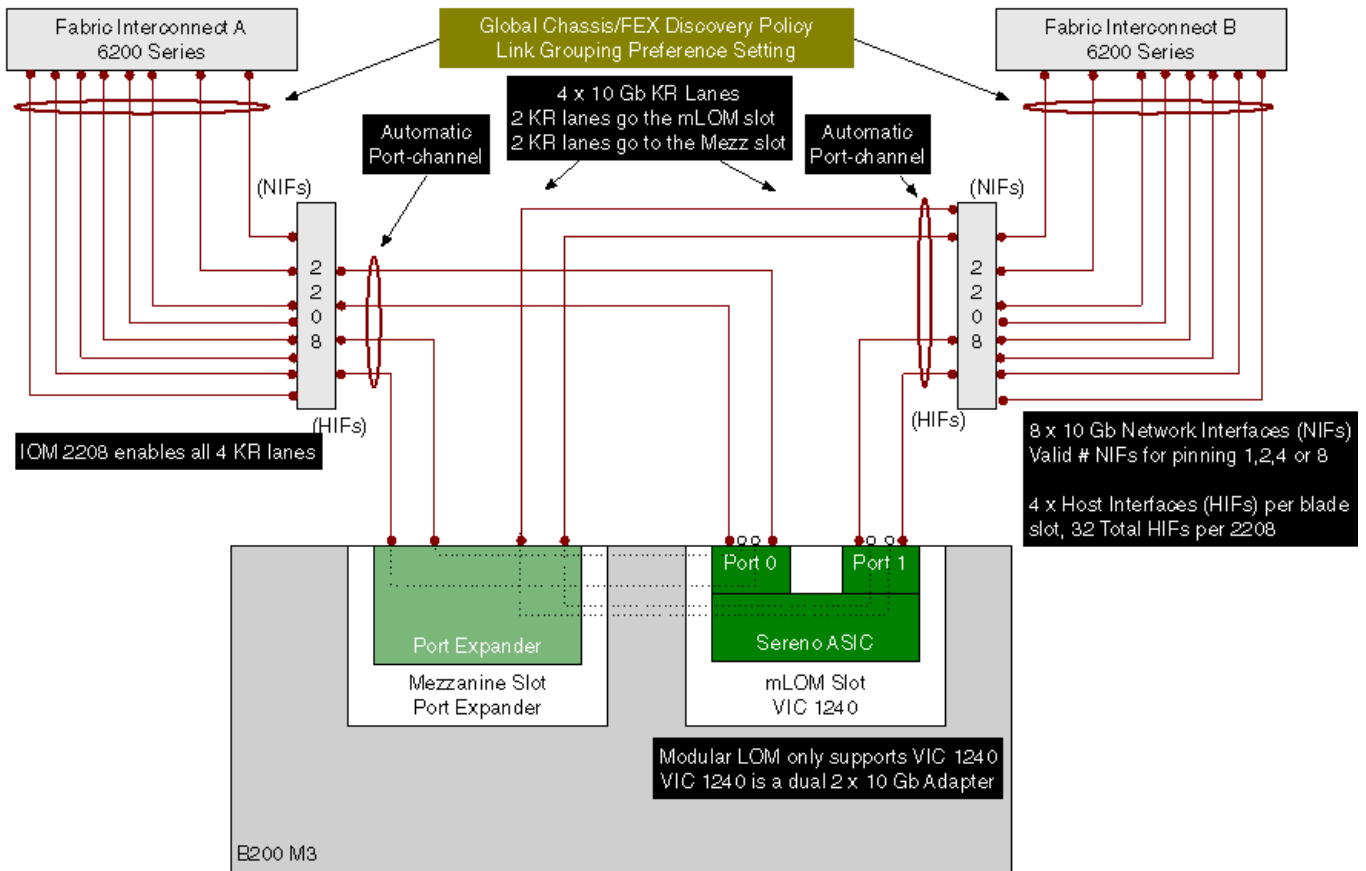 Fabric Interconnect A
6200 Series
Global Chassis/FEX Discovery Policy
Link Grouping Preference Setting
Fabric Interconnect B
6200 Series
4 x 10 Gb KR Lanes
2 KR lanes go the mLOM slot
2 KR lanes go to the Mezz slot
Automatic
Port-channel
Automatic
Port-channel
(NIFs)
(NIFs)
2
2
0
8
2
2
0
8
(HIFs)
(HIFs)
IOM 2208 enables all 4 KR lanes
8 x 10 Gb Network Interfaces (NIFs)
Valid # NIFs for pinning 1,2,4 or 8
4 x Host Interfaces (HIFs) per blade
slot, 32 Total HIFs per 2208
Port 0
Port 1
Port Expander
Sereno ASIC
Mezzanine Slot
Port Expander
mLOM Slot
VIC 1240
Modular LOM only supports VIC 1240
VIC 1240 is a dual 2 x 10 Gb Adapter
B200 M3